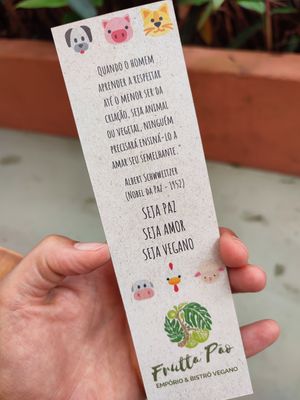 QUANDO O HOMEM
APRENDER A RESPEITAR
ATÉ O MENOR SER DA
CRIAÇÃO, SEJA ANIMAL
OU VEGETAL, NINGUÉM
PRECISARÁ ENSINÁ-LO A
AMAR SEU SEMELHANTE."
ALBERT SCHWWEITZER
(NOBEL DA PAZ - 1952)
SEJA PAZ
SEJA AMOR
SEJA VEGANO
Frutta Pão
EMPÓRIO & BISTRÔ VEGANO